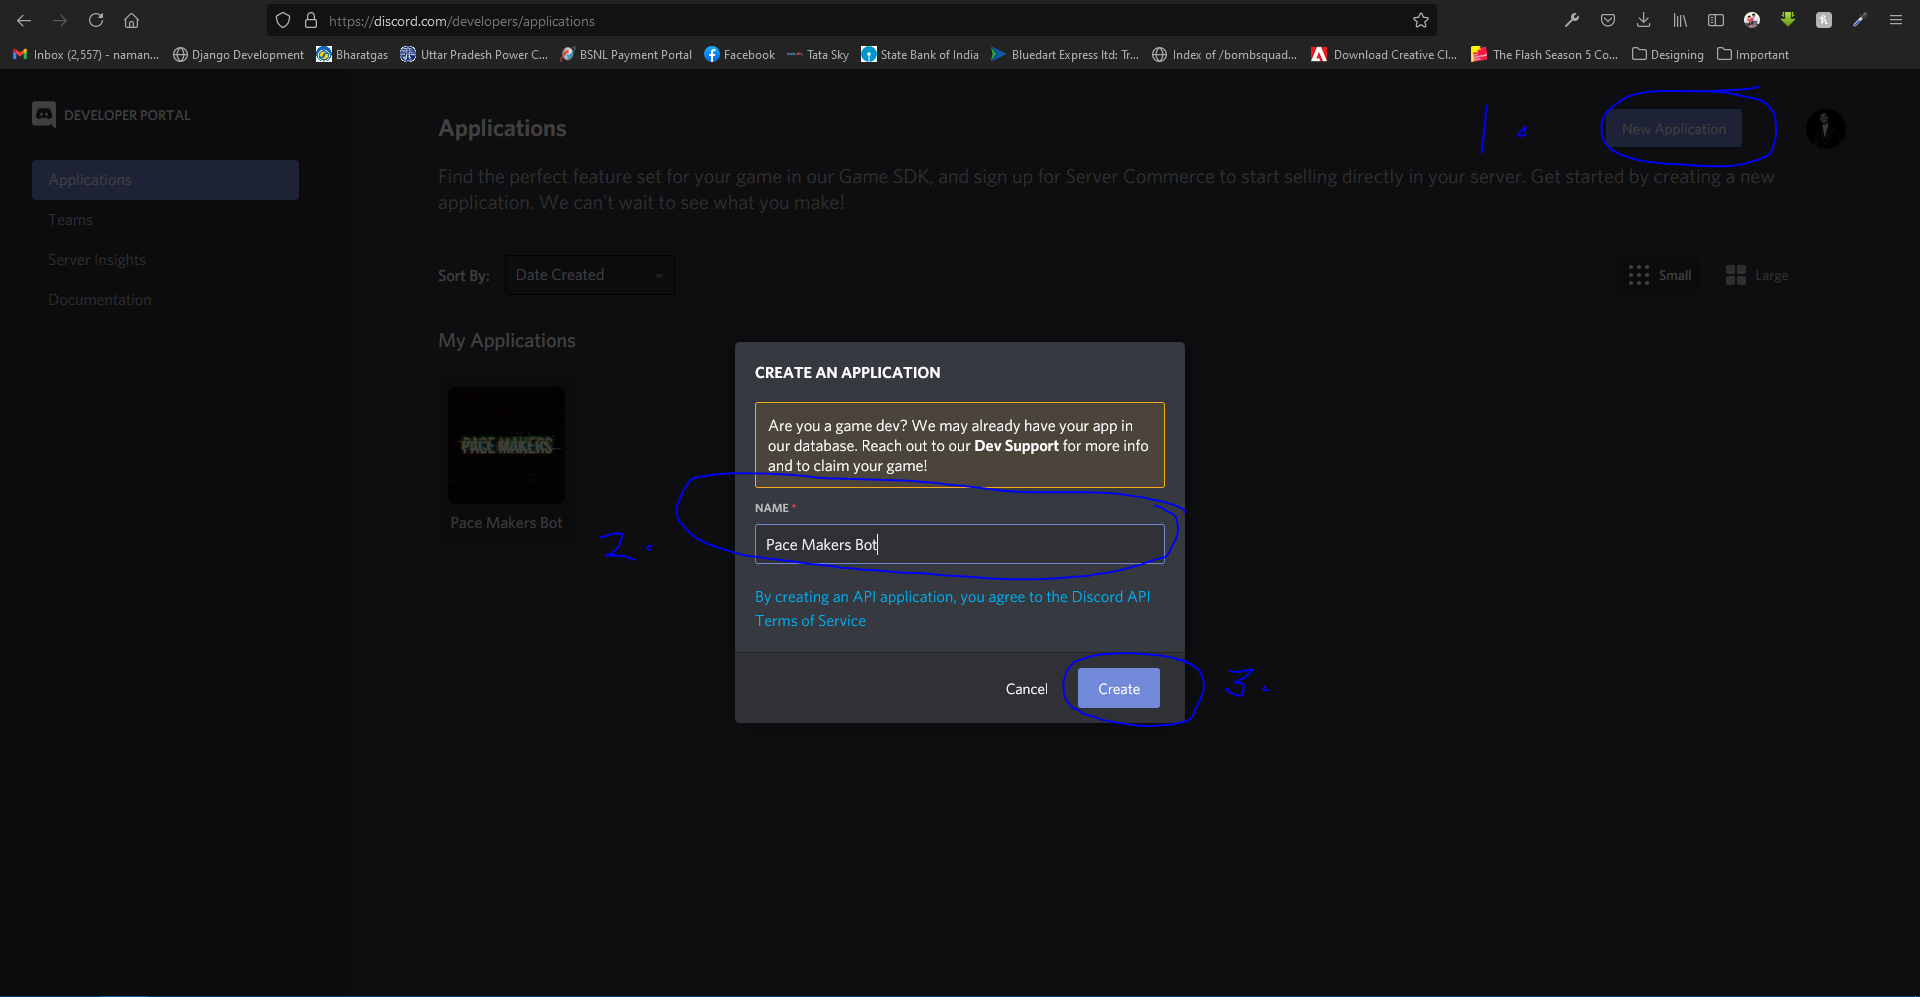 https://discord.com/developers/applications
Inbox (2,557) - naman...
Django Development
Bharatgas
Uttar Pradesh Power C...
BSNL Payment Portal
Facebook
Tata Sky
State Bank of India
Bluedart Express ltd: Tr...
Index of /bombsquad...
Download Creative Cl...
The Flash Season 5 Co...
Designing
Important
DEVELOPER PORTAL
Applications
Teams
Server Insights
Documentation
Applications
1.
New Application
Find the perfect feature set for your game in our Game SDK, and sign up for Server Commerce to start selling directly in your server. Get started by creating a new
application. We can't wait to see what you make!
Sort By:
Date Created
Small
Large
My Applications
PACE MAKERS
Pace Makers Bot
CREATE AN APPLICATION
Are you a game dev? We may already have your app in
our database. Reach out to our Dev Support for more info
and to claim your game!
2.
NAME *
Pace Makers Bot
By creating an API application, you agree to the Discord API
Terms of Service
Cancel
Create
3.